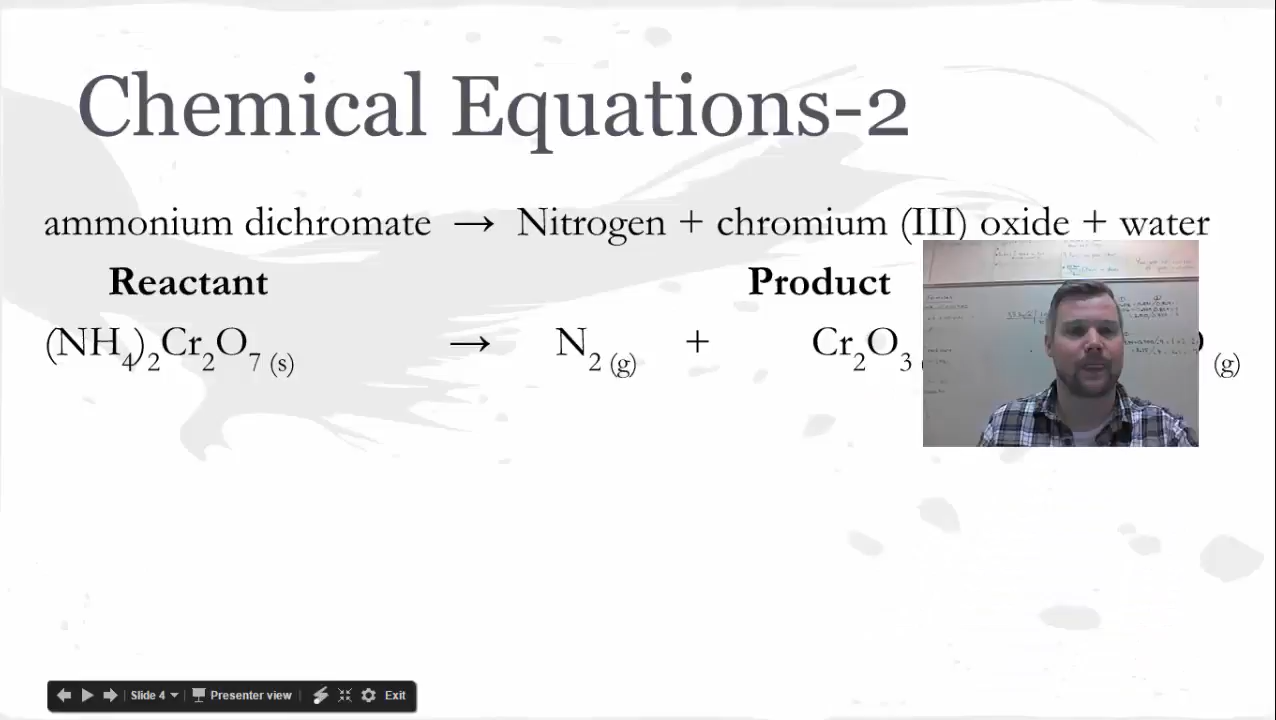 Chemical Equations-2
ammonium dichromate → Nitrogen + chromium (III) oxide + water
Reactant Product
(NH4)2Cr2O7 (s) → N2 (g) + Cr2O3 (g)
Slide 4 Presenter view Exit